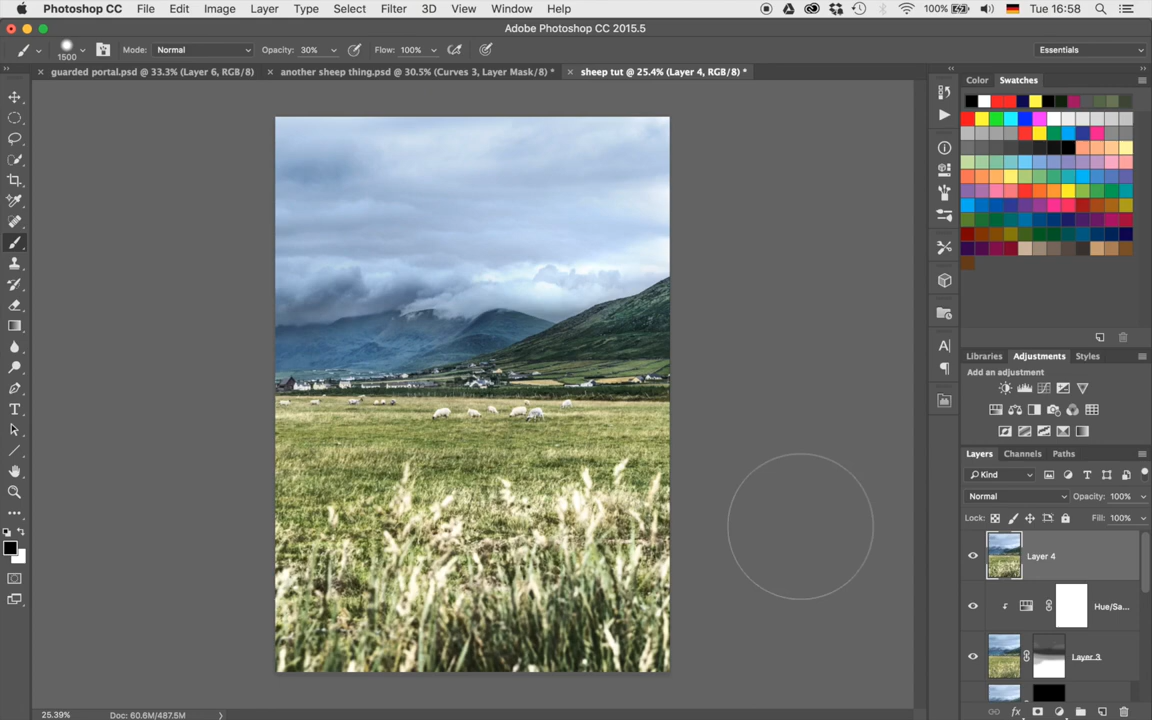 Photoshop CC File Edit Image Layer Type Select Filter 3D View Window Help 100% Tue 16:58
Adobe Photoshop CC 2015.5
1500 Mode: Normal Opacity: 30% Flow: 100% Essentials
guarded portal.psd @ 33.3% (Layer 6, RGB/8) another sheep thing.psd @ 30.5% (Curves 3, Layer Mask/8) * sheep tut @ 25.4% (Layer 4, RGB/8) *
Color Swatches
Libraries Adjustments Styles
Add an adjustment
Layers Channels Paths
Kind
Normal Opacity: 100%
Lock: Fill: 100%
Layer 4
Hue/Sa...
Layer 3
25.39% Doc: 60.6M/487.5M